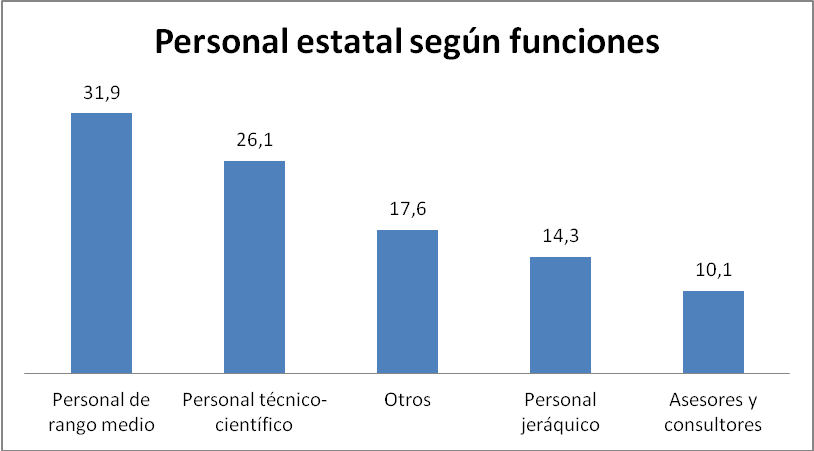 Personal estatal según funciones
31,9
26,1
17,6
14,3
10,1
Personal de
rango medio
Personal técnico-
científico
Otros
Personal
jeráquico
Asesores y
consultores